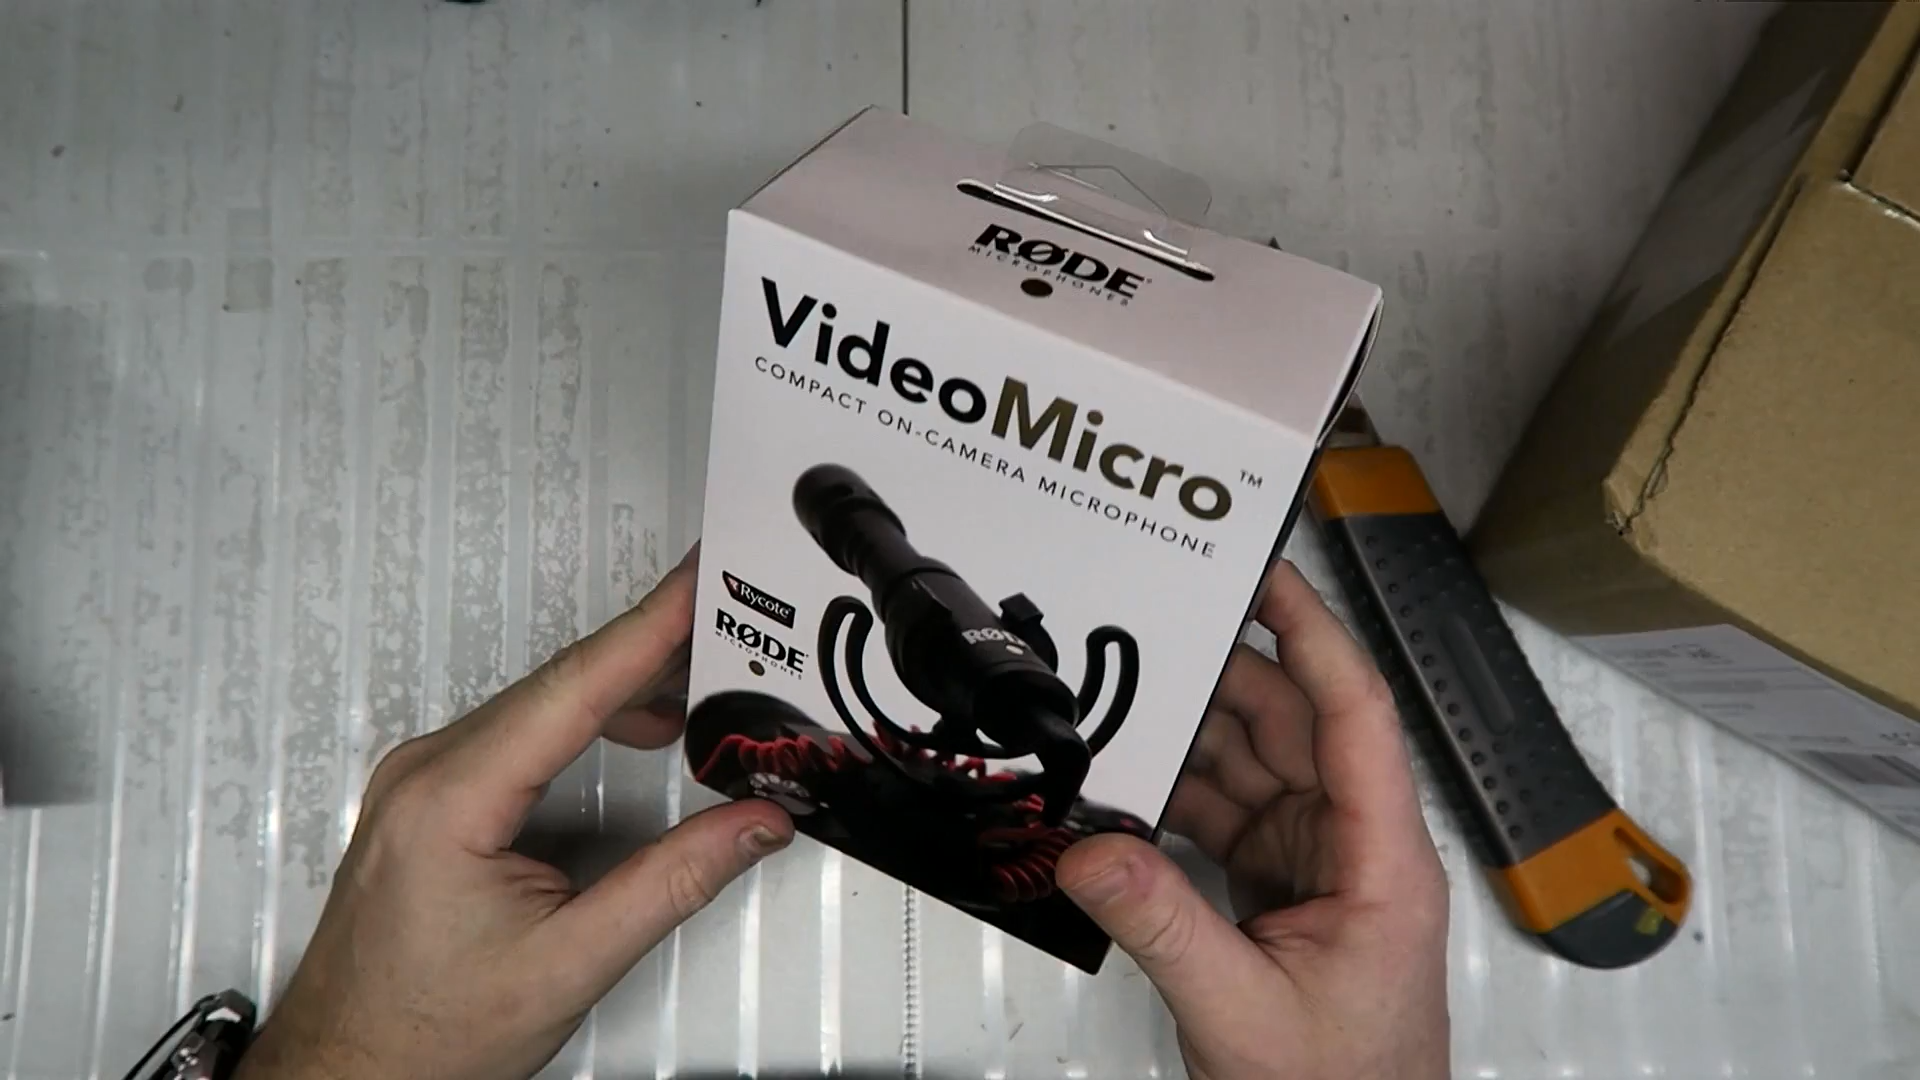 RØDE
MICROPHONES
VideoMicro™
COMPACT ON-CAMERA MICROPHONE
Rycote
RØDE
MICROPHONES
RØDE